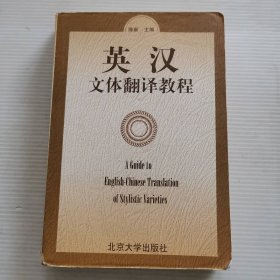 陈新 主编
英汉
文体翻译教程
A Guide to
English-Chinese Translation
of Stylistic Varieties
北京大学出版社